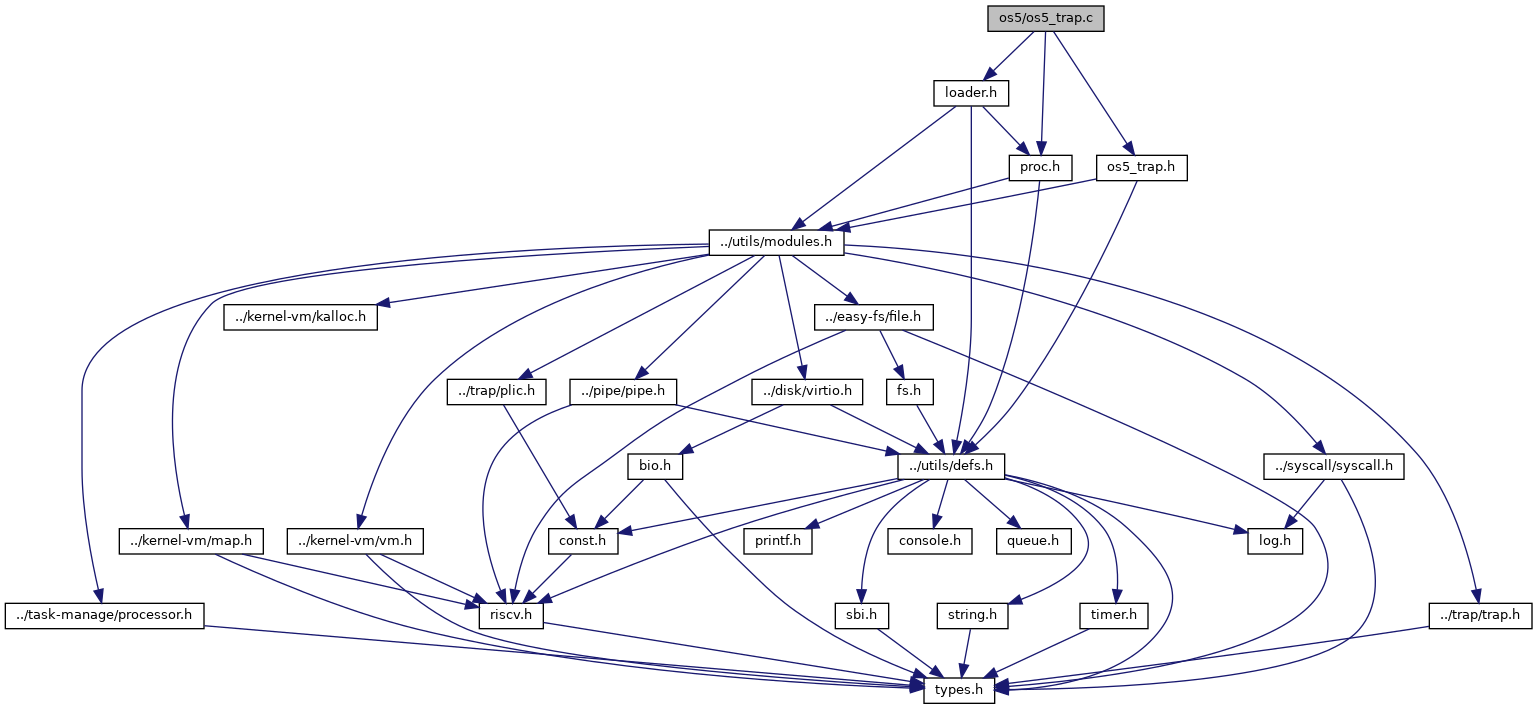 os5/os5_trap.c
loader.h
proc.h
os5_trap.h
../utils/modules.h
../kernel-vm/kalloc.h
../easy-fs/file.h
../trap/plic.h
../pipe/pipe.h
../disk/virtio.h
fs.h
bio.h
../utils/defs.h
../syscall/syscall.h
../kernel-vm/map.h
../kernel-vm/vm.h
const.h
printf.h
console.h
queue.h
log.h
../task-manage/processor.h
riscv.h
sbi.h
string.h
timer.h
../trap/trap.h
types.h